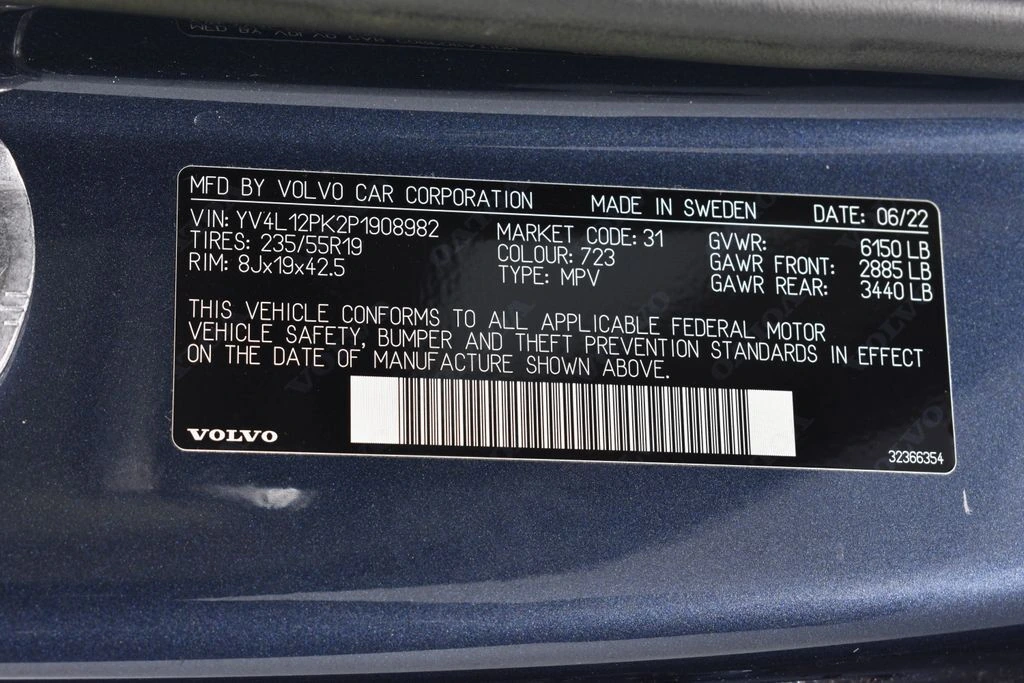 MFD BY VOLVO CAR CORPORATION MADE IN SWEDEN DATE: 06/22
VIN: YV4L12PK2P1908982 MARKET CODE: 31 GVWR: 6150 LB
TIRES: 235/55R19 COLOUR: 723 GAWR FRONT: 2885 LB
RIM: 8Jx19x42.5 TYPE: MPV GAWR REAR: 3440 LB
THIS VEHICLE CONFORMS TO ALL APPLICABLE FEDERAL MOTOR
VEHICLE SAFETY, BUMPER AND THEFT PREVENTION STANDARDS IN EFFECT
ON THE DATE OF MANUFACTURE SHOWN ABOVE.
VOLVO
32366354